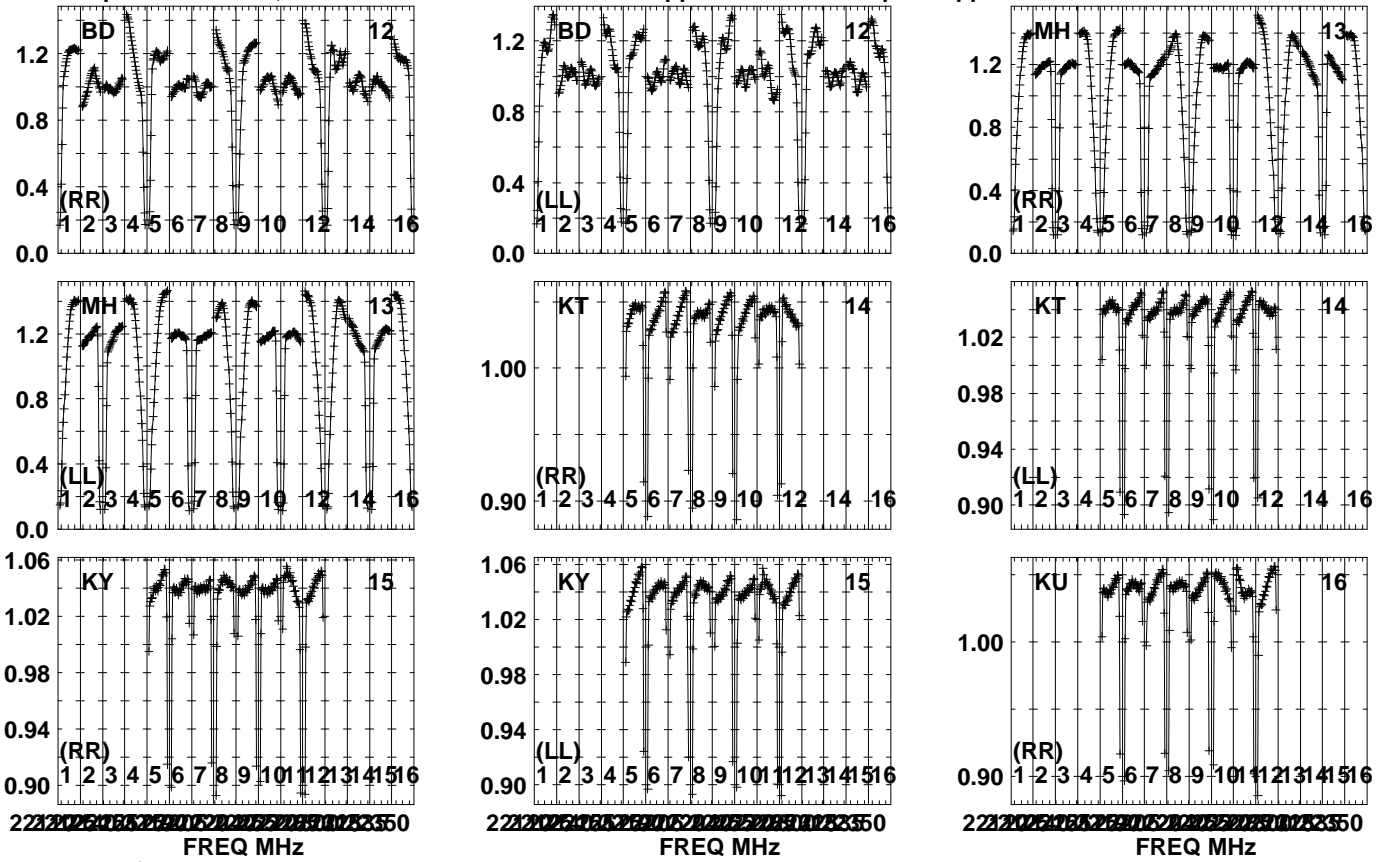 BD 12
1.2
0.8
0.4
0.0
(RR)
1 2 3 4 5 6 7 8 9 10 12 14 16
BD 12
1.2
0.8
0.4
0.0
(LL)
1 2 3 4 5 6 7 8 9 10 12 14 16
MH 13
1.2
0.8
0.4
0.0
(RR)
1 2 3 4 5 6 7 8 9 10 12 14 16
MH 13
1.2
0.8
0.4
0.0
(LL)
1 2 3 4 5 6 7 8 9 10 12 14 16
KT 14
1.00
0.90
(RR)
1 2 3 4 5 6 7 8 9 10 12 14 16
KT 14
1.02
0.98
0.94
0.90
(LL)
1 2 3 4 5 6 7 8 9 10 12 14 16
KY 15
1.06
1.02
0.98
0.94
0.90
(RR)
1 2 3 4 5 6 7 8 9 10 11 12 13 14 15 16
FREQ MHz
KY 15
1.06
1.02
0.98
0.94
0.90
(LL)
1 2 3 4 5 6 7 8 9 10 11 12 13 14 15 16
FREQ MHz
KU 16
1.00
0.90
(RR)
1 2 3 4 5 6 7 8 9 10 11 12 13 14 15 16
FREQ MHz